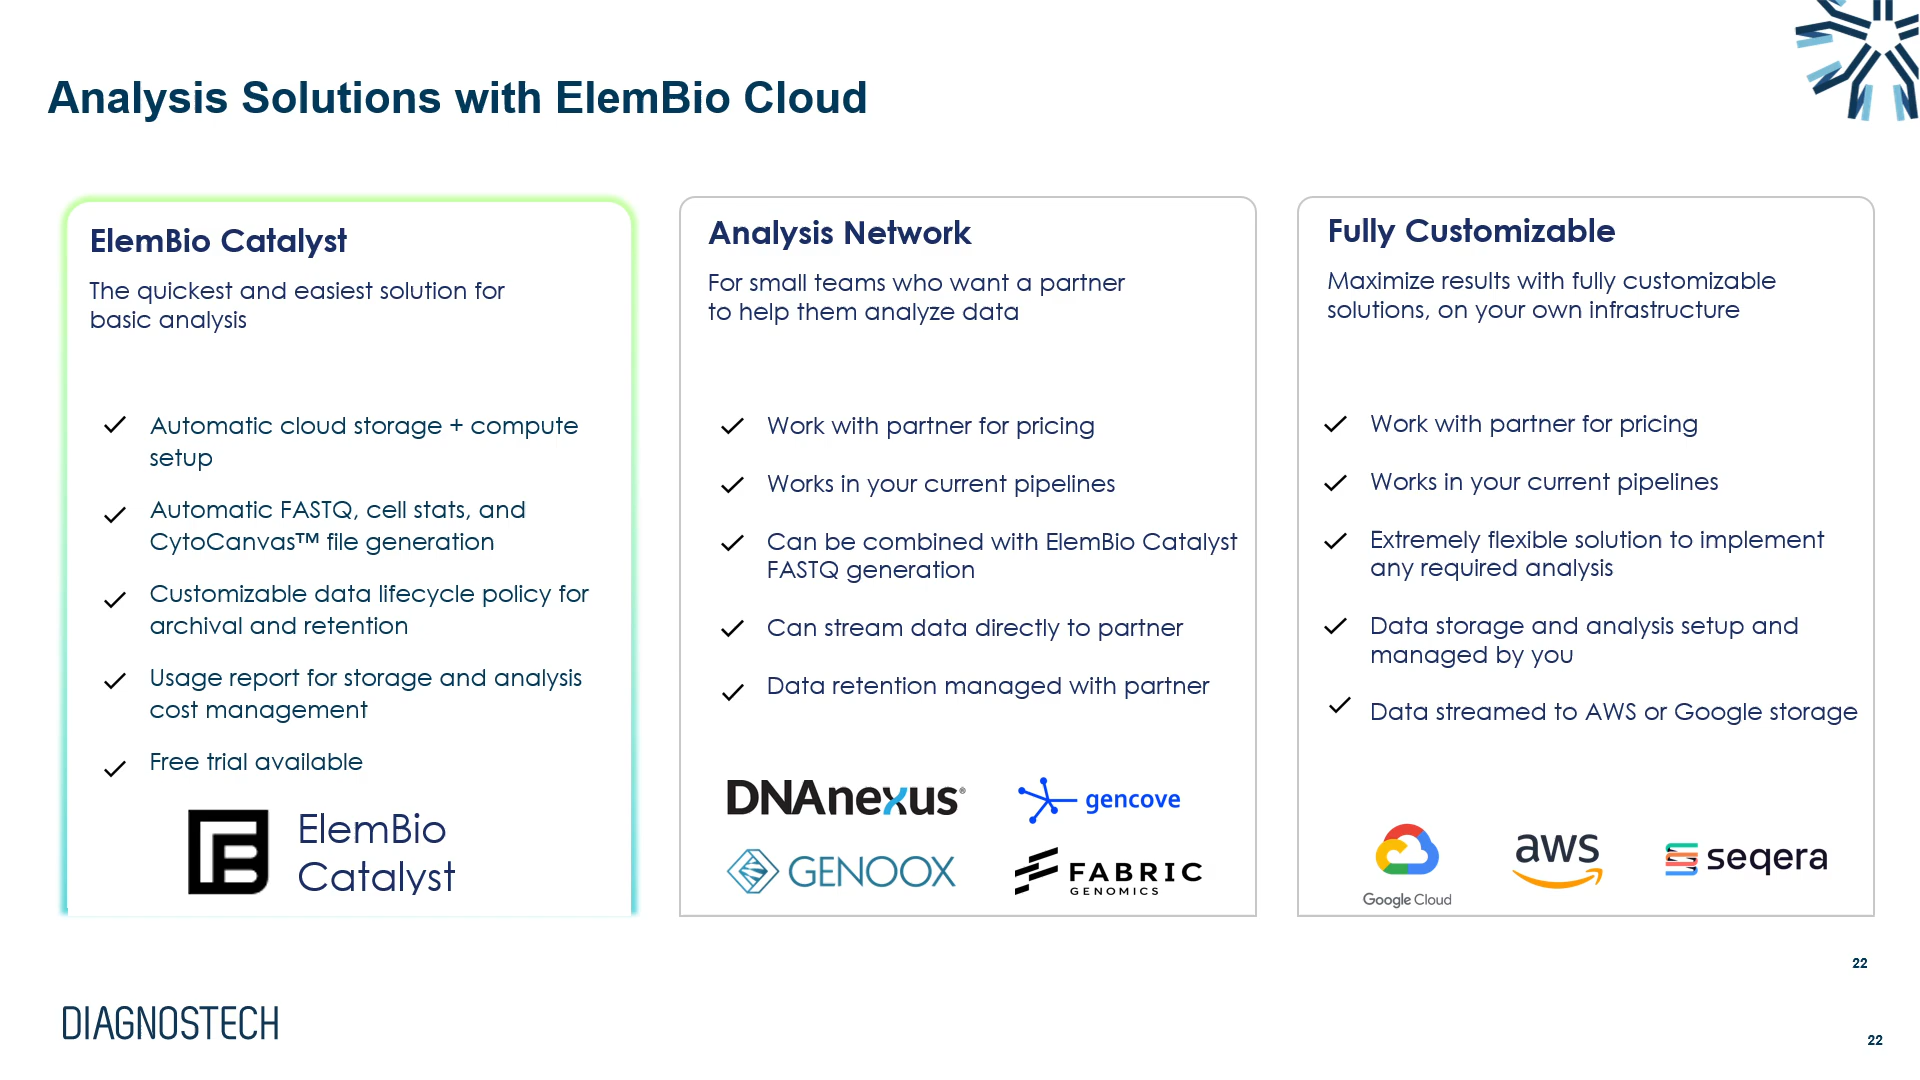 Analysis Solutions with ElemBio Cloud
ElemBio Catalyst
The quickest and easiest solution for
basic analysis
Automatic cloud storage + compute
setup
Automatic FASTQ, cell stats, and
CytoCanvas™ file generation
Customizable data lifecycle policy for
archival and retention
Usage report for storage and analysis
cost management
Free trial available
ElemBio
Catalyst
Analysis Network
For small teams who want a partner
to help them analyze data
Work with partner for pricing
Works in your current pipelines
Can be combined with ElemBio Catalyst
FASTQ generation
Can stream data directly to partner
Data retention managed with partner
DNAnexus®
gencove
GENOOX
FABRIC
GENOMICS
Fully Customizable
Maximize results with fully customizable
solutions, on your own infrastructure
Work with partner for pricing
Works in your current pipelines
Extremely flexible solution to implement
any required analysis
Data storage and analysis setup and
managed by you
Data streamed to AWS or Google storage
Google Cloud
aws
seqera
22
DIAGNOSTECH
22